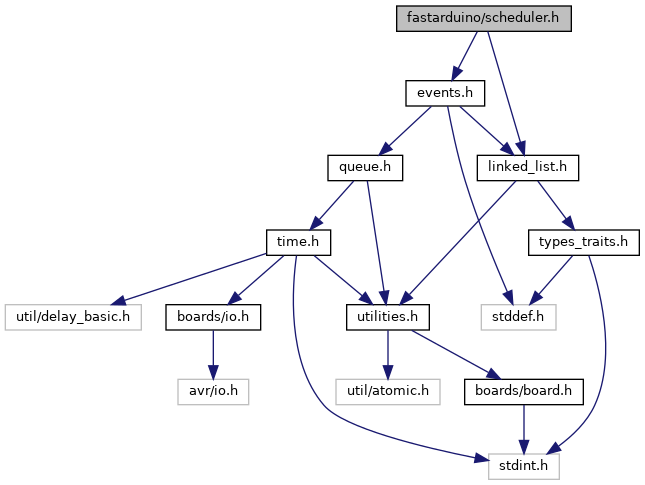 fastarduino/scheduler.h
events.h
queue.h
linked_list.h
time.h
types_traits.h
util/delay_basic.h
boards/io.h
utilities.h
stddef.h
avr/io.h
util/atomic.h
boards/board.h
stdint.h